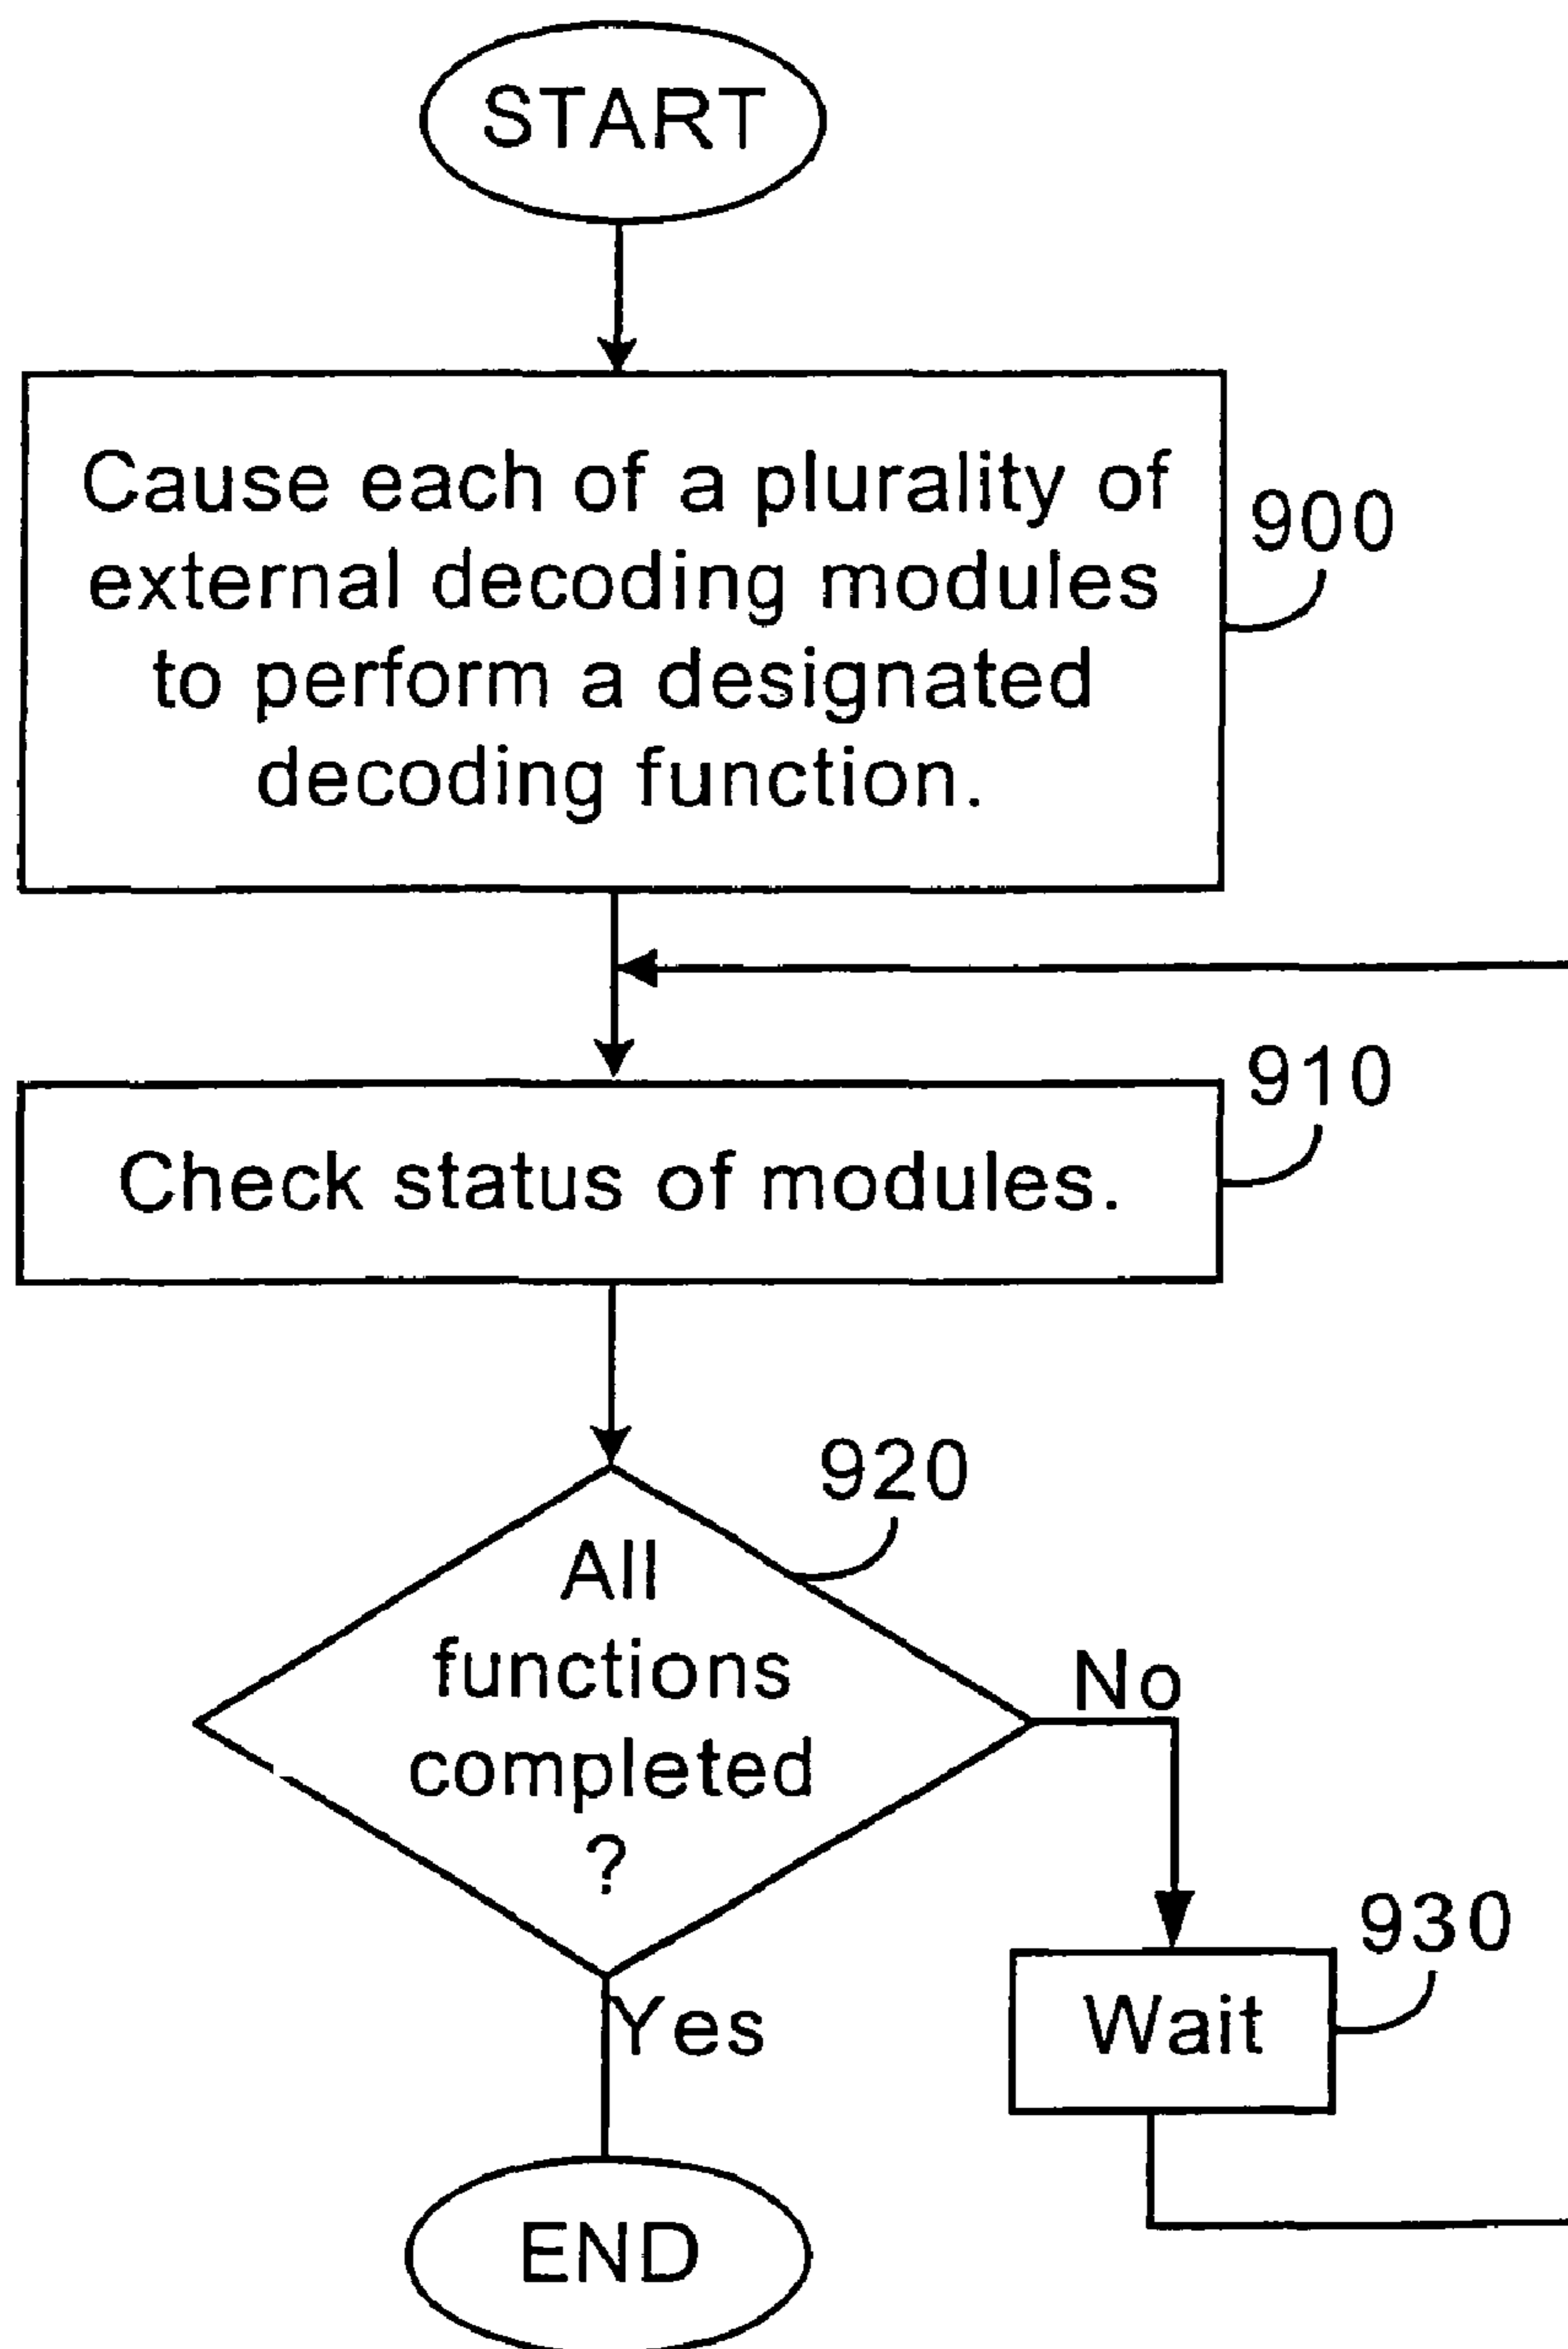 START
Cause each of a plurality of
external decoding modules
to perform a designated
decoding function.
900
910
Check status of modules.
920
All
functions
completed
?
No
930
Wait
Yes
END